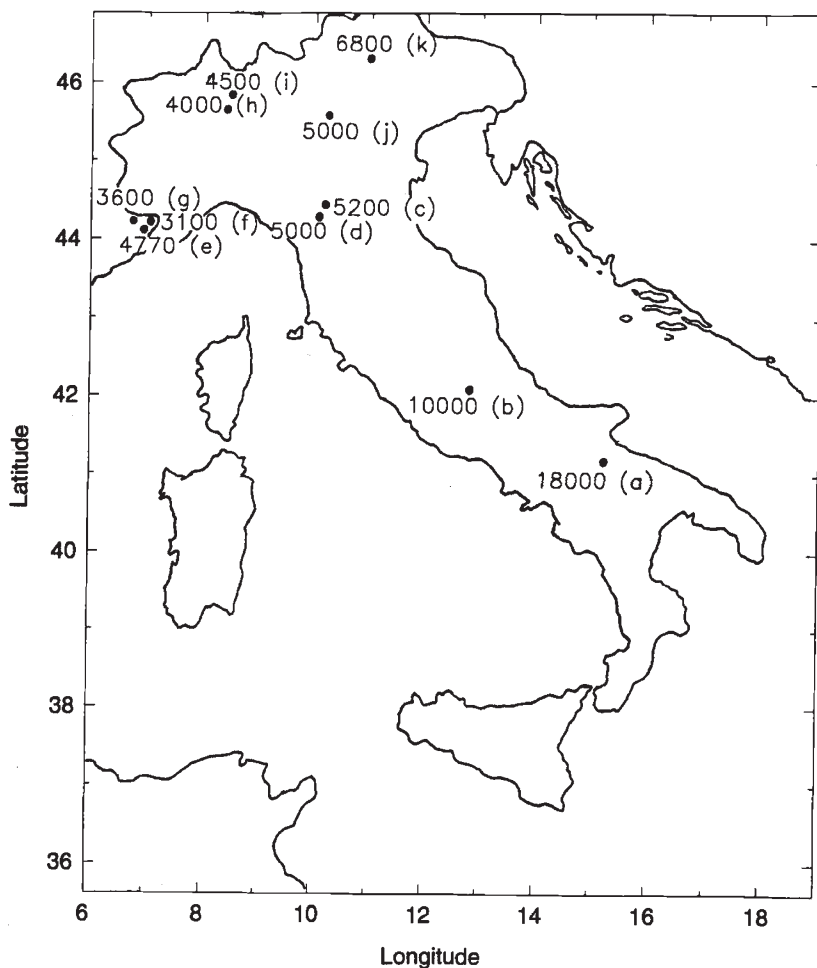 6800 (k)
46
4500 (i)
4000 (h)
5000 (j)
3600 (g)
3100 (f)
5200 (c)
44
4770 (e)
5000 (d)
42
10000 (b)
18000 (a)
Latitude
40
38
36
6 8 10 12 14 16 18
Longitude